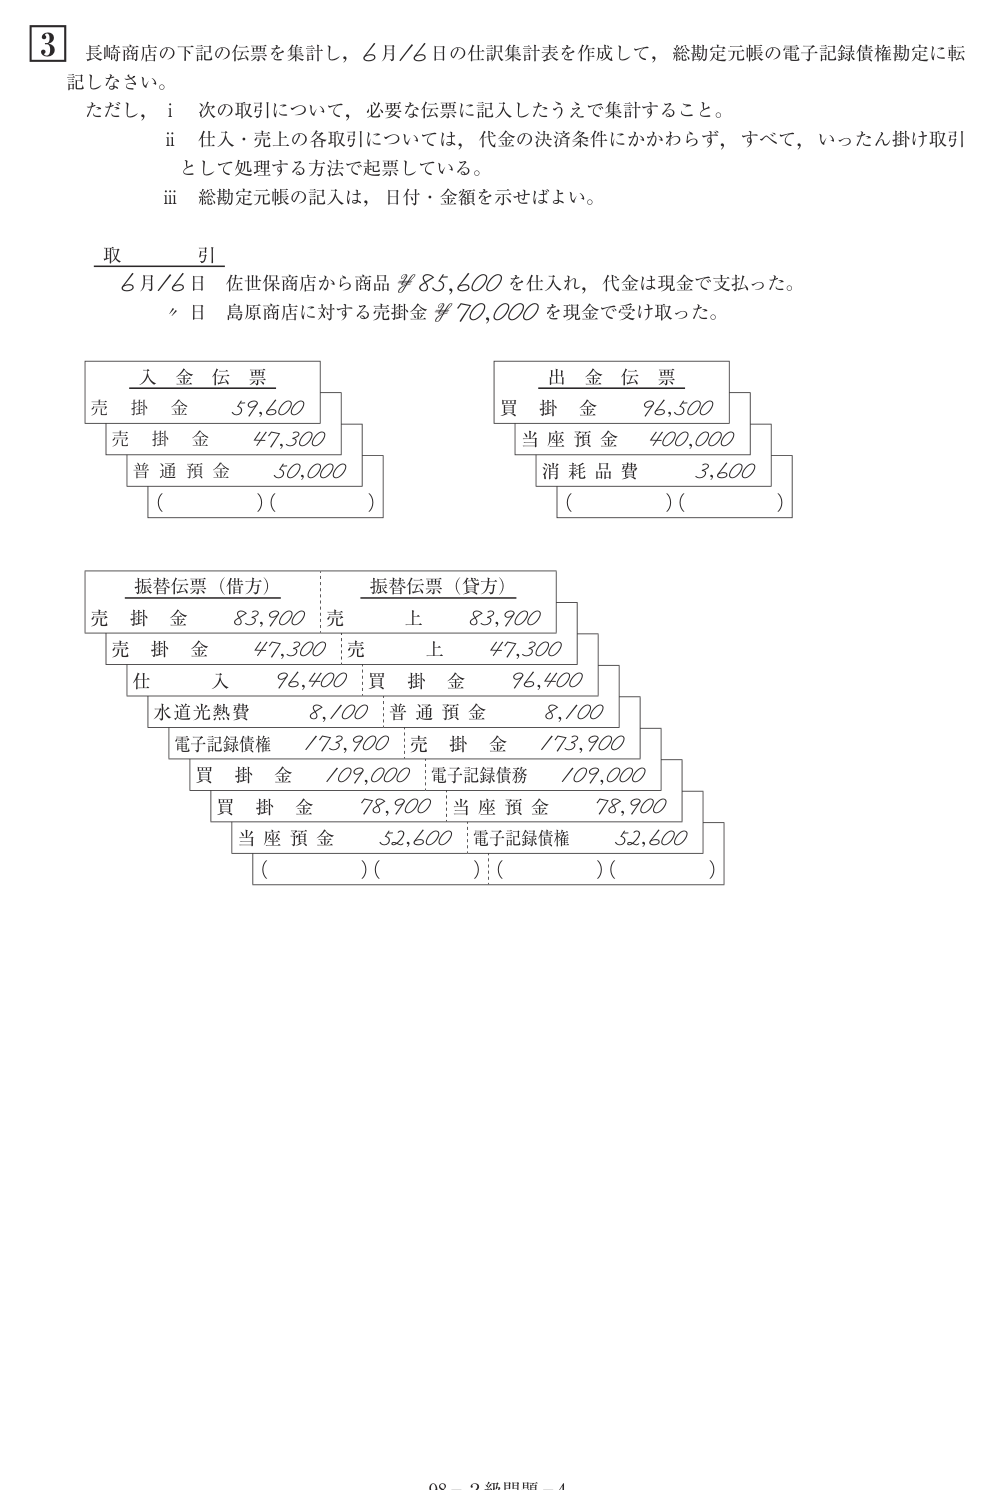 3
長崎商店の下記の伝票を集計し，6月16日の仕訳集計表を作成して，総勘定元帳の電子記録債権勘定に転
記しなさい。
ただし，ⅰ 次の取引について，必要な伝票に記入したうえで集計すること。
ⅱ 仕入・売上の各取引については，代金の決済条件にかかわらず，すべて，いったん掛け取引
として処理する方法で起票している。
ⅲ 総勘定元帳の記入は，日付・金額を示せばよい。
取 引
6月16日 佐世保商店から商品￥85,600を仕入れ，代金は現金で支払った。
〃 日 島原商店に対する売掛金￥70,000を現金で受け取った。
入 金 伝 票
売 掛 金 59,600
売 掛 金 47,300
普 通 預 金 50,000
( )( )
出 金 伝 票
買 掛 金 96,500
当 座 預 金 400,000
消 耗 品 費 3,600
( )( )
振替伝票（借方） 振替伝票（貸方）
売 掛 金 83,900 売 上 83,900
売 掛 金 47,300 売 上 47,300
仕 入 96,400 買 掛 金 96,400
水道光熱費 8,100 普 通 預 金 8,100
電子記録債権 173,900 売 掛 金 173,900
買 掛 金 109,000 電子記録債務 109,000
買 掛 金 78,900 当 座 預 金 78,900
当 座 預 金 52,600 電子記録債権 52,600
( )( ) ( )( )
98－2級問題－4